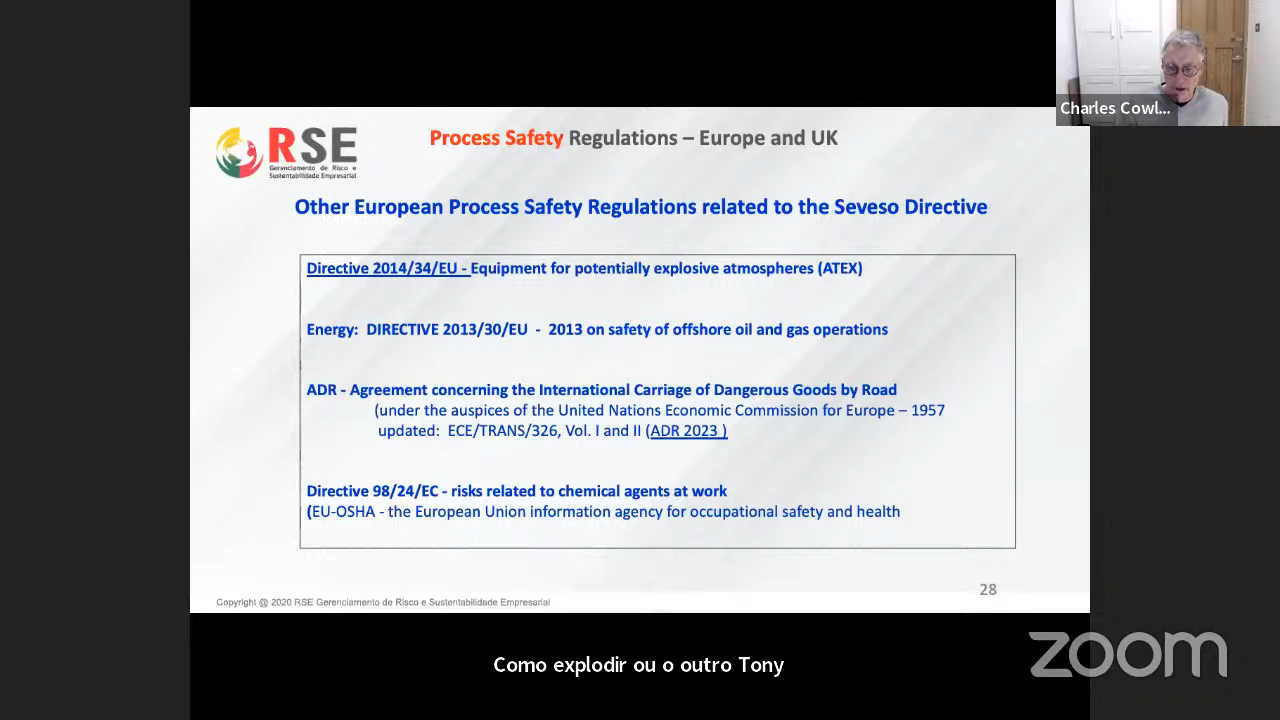 Charles Cowl...
RSE
Gerenciamento de Risco e
Sustentabilidade Empresarial
Process Safety Regulations – Europe and UK
Other European Process Safety Regulations related to the Seveso Directive
Directive 2014/34/EU - Equipment for potentially explosive atmospheres (ATEX)
Energy: DIRECTIVE 2013/30/EU - 2013 on safety of offshore oil and gas operations
ADR - Agreement concerning the International Carriage of Dangerous Goods by Road
(under the auspices of the United Nations Economic Commission for Europe – 1957
updated: ECE/TRANS/326, Vol. I and II (ADR 2023 )
Directive 98/24/EC - risks related to chemical agents at work
(EU-OSHA - the European Union information agency for occupational safety and health
28
Copyright @ 2020 RSE Gerenciamento de Risco e Sustentabilidade Empresarial
zoom
Como explodir ou o outro Tony